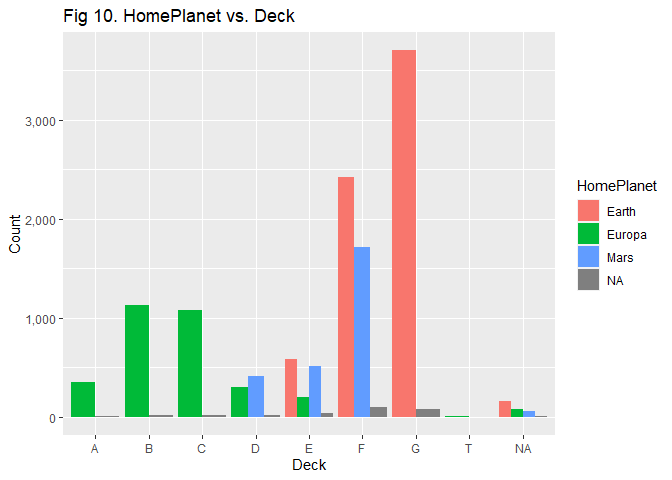 Fig 10. HomePlanet vs. Deck
3,000
2,000
1,000
0
Count
A B C D E F G T NA
Deck
HomePlanet
Earth
Europa
Mars
NA